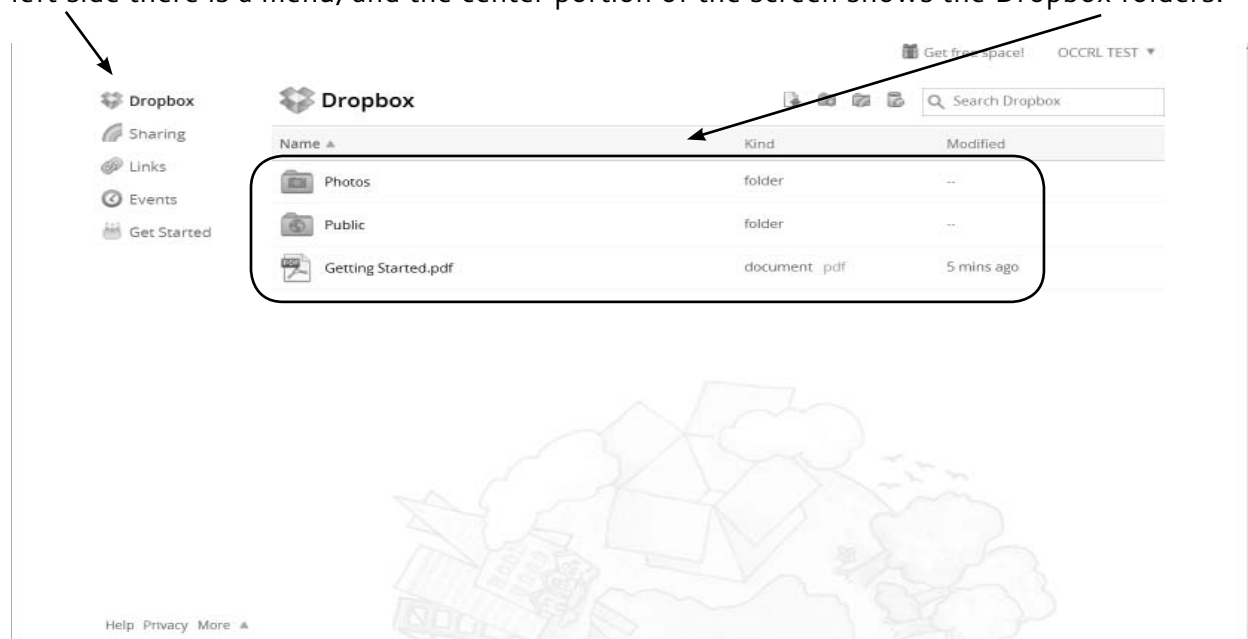 left side there is a menu, and the center portion of the screen shows the Dropbox folders.
Get free space! OCCRL TEST
Dropbox
Sharing
Links
Events
Get Started
Dropbox
Search Dropbox
Name Kind Modified
Photos folder --
Public folder --
Getting Started.pdf document pdf 5 mins ago
Help Privacy More